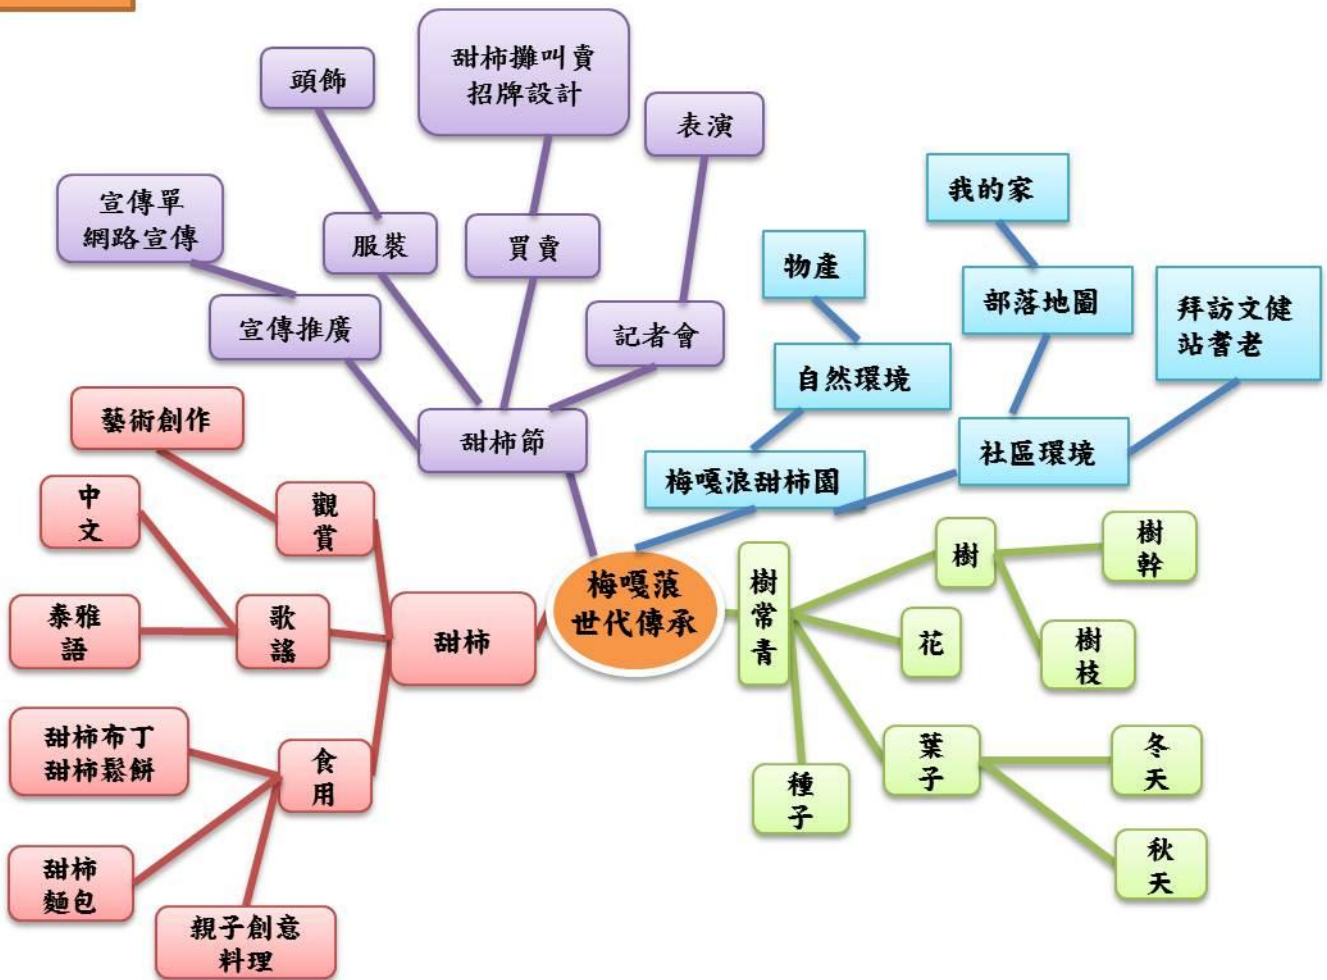 頭飾
甜柿攤叫賣
招牌設計
表演
宣傳單
網路宣傳
服裝
買賣
宣傳推廣
記者會
甜柿節
我的家
物產
部落地圖
拜訪文健
站耆老
自然環境
社區環境
梅嘎浪甜柿園
藝術創作
觀
賞
中
文
泰雅
語
歌
謠
甜柿
食
用
甜柿布丁
甜柿鬆餅
甜柿
麵包
親子創意
料理
梅嘎蒗
世代傳承
樹
常
青
樹
樹
幹
樹
枝
花
葉
子
冬
天
秋
天
種
子